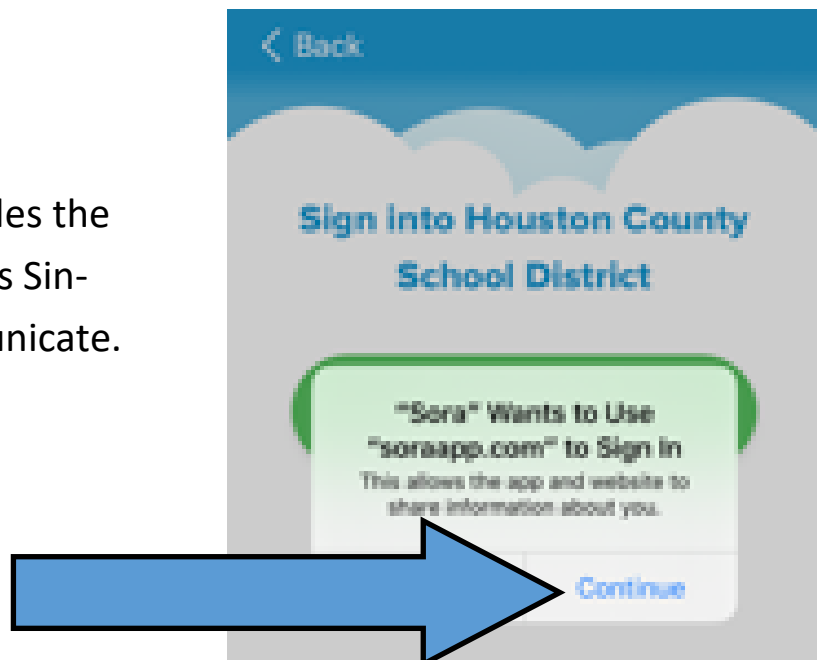 Back
Sign into Houston County
School District
les the
s Sin-
unicate.
"Sora" Wants to Use
"soraapp.com" to Sign In
This allows the app and website to
share information about you.
Continue